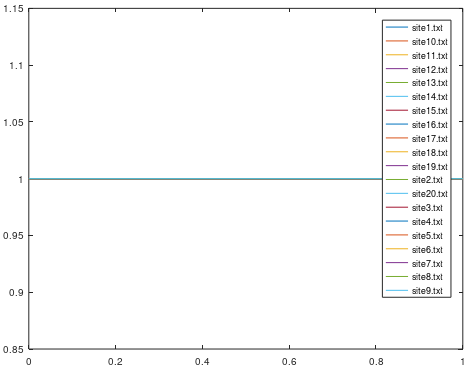 1.15
1.1
1.05
1
0.95
0.9
0.85
0
0.2
0.4
0.6
0.8
1
site1.txt
site10.txt
site11.txt
site12.txt
site13.txt
site14.txt
site15.txt
site16.txt
site17.txt
site18.txt
site19.txt
site2.txt
site20.txt
site3.txt
site4.txt
site5.txt
site6.txt
site7.txt
site8.txt
site9.txt